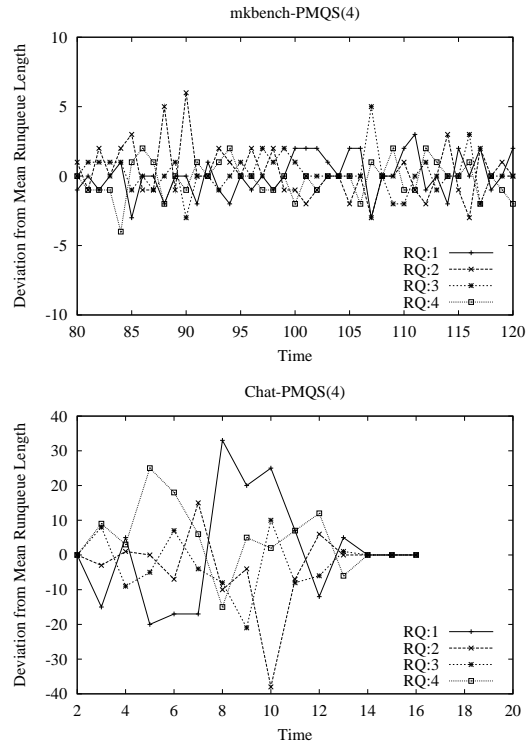 mkbench-PMQS(4)
10
5
0
-5
-10
Deviation from Mean Runqueue Length
RQ:1
RQ:2
RQ:3
RQ:4
80 85 90 95 100 105 110 115 120
Time
Chat-PMQS(4)
40
30
20
10
0
-10
-20
-30
-40
Deviation from Mean Runqueue Length
RQ:1
RQ:2
RQ:3
RQ:4
2 4 6 8 10 12 14 16 18 20
Time